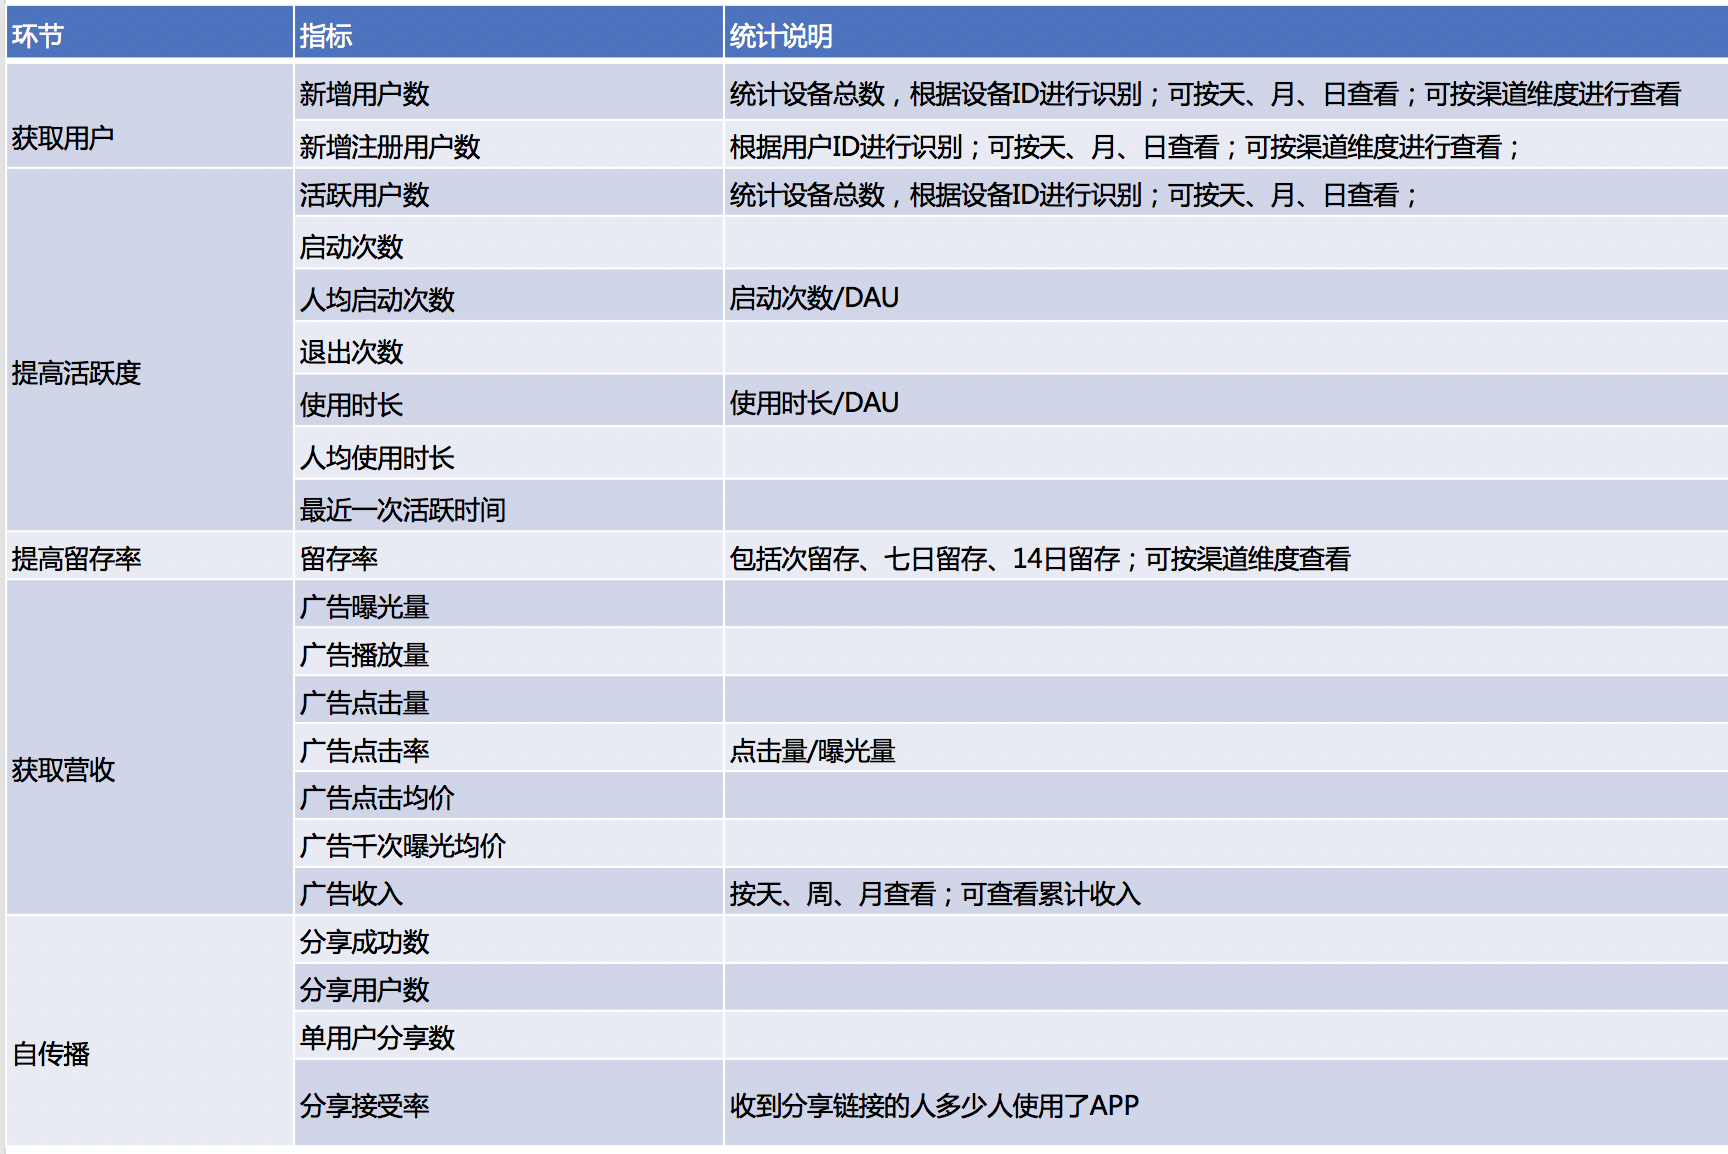 环节 指标 统计说明
获取用户 新增用户数 统计设备总数，根据设备ID进行识别；可按天、月、日查看；可按渠道维度进行查看
新增注册用户数 根据用户ID进行识别；可按天、月、日查看；可按渠道维度进行查看；
提高活跃度 活跃用户数 统计设备总数，根据设备ID进行识别；可按天、月、日查看；
启动次数
人均启动次数 启动次数/DAU
退出次数
使用时长 使用时长/DAU
人均使用时长
最近一次活跃时间
提高留存率 留存率 包括次留存、七日留存、14日留存；可按渠道维度查看
获取营收 广告曝光量
广告播放量
广告点击量
广告点击率 点击量/曝光量
广告点击均价
广告千次曝光均价
广告收入 按天、周、月查看；可查看累计收入
自传播 分享成功数
分享用户数
单用户分享数
分享接受率 收到分享链接的人多少人使用了APP